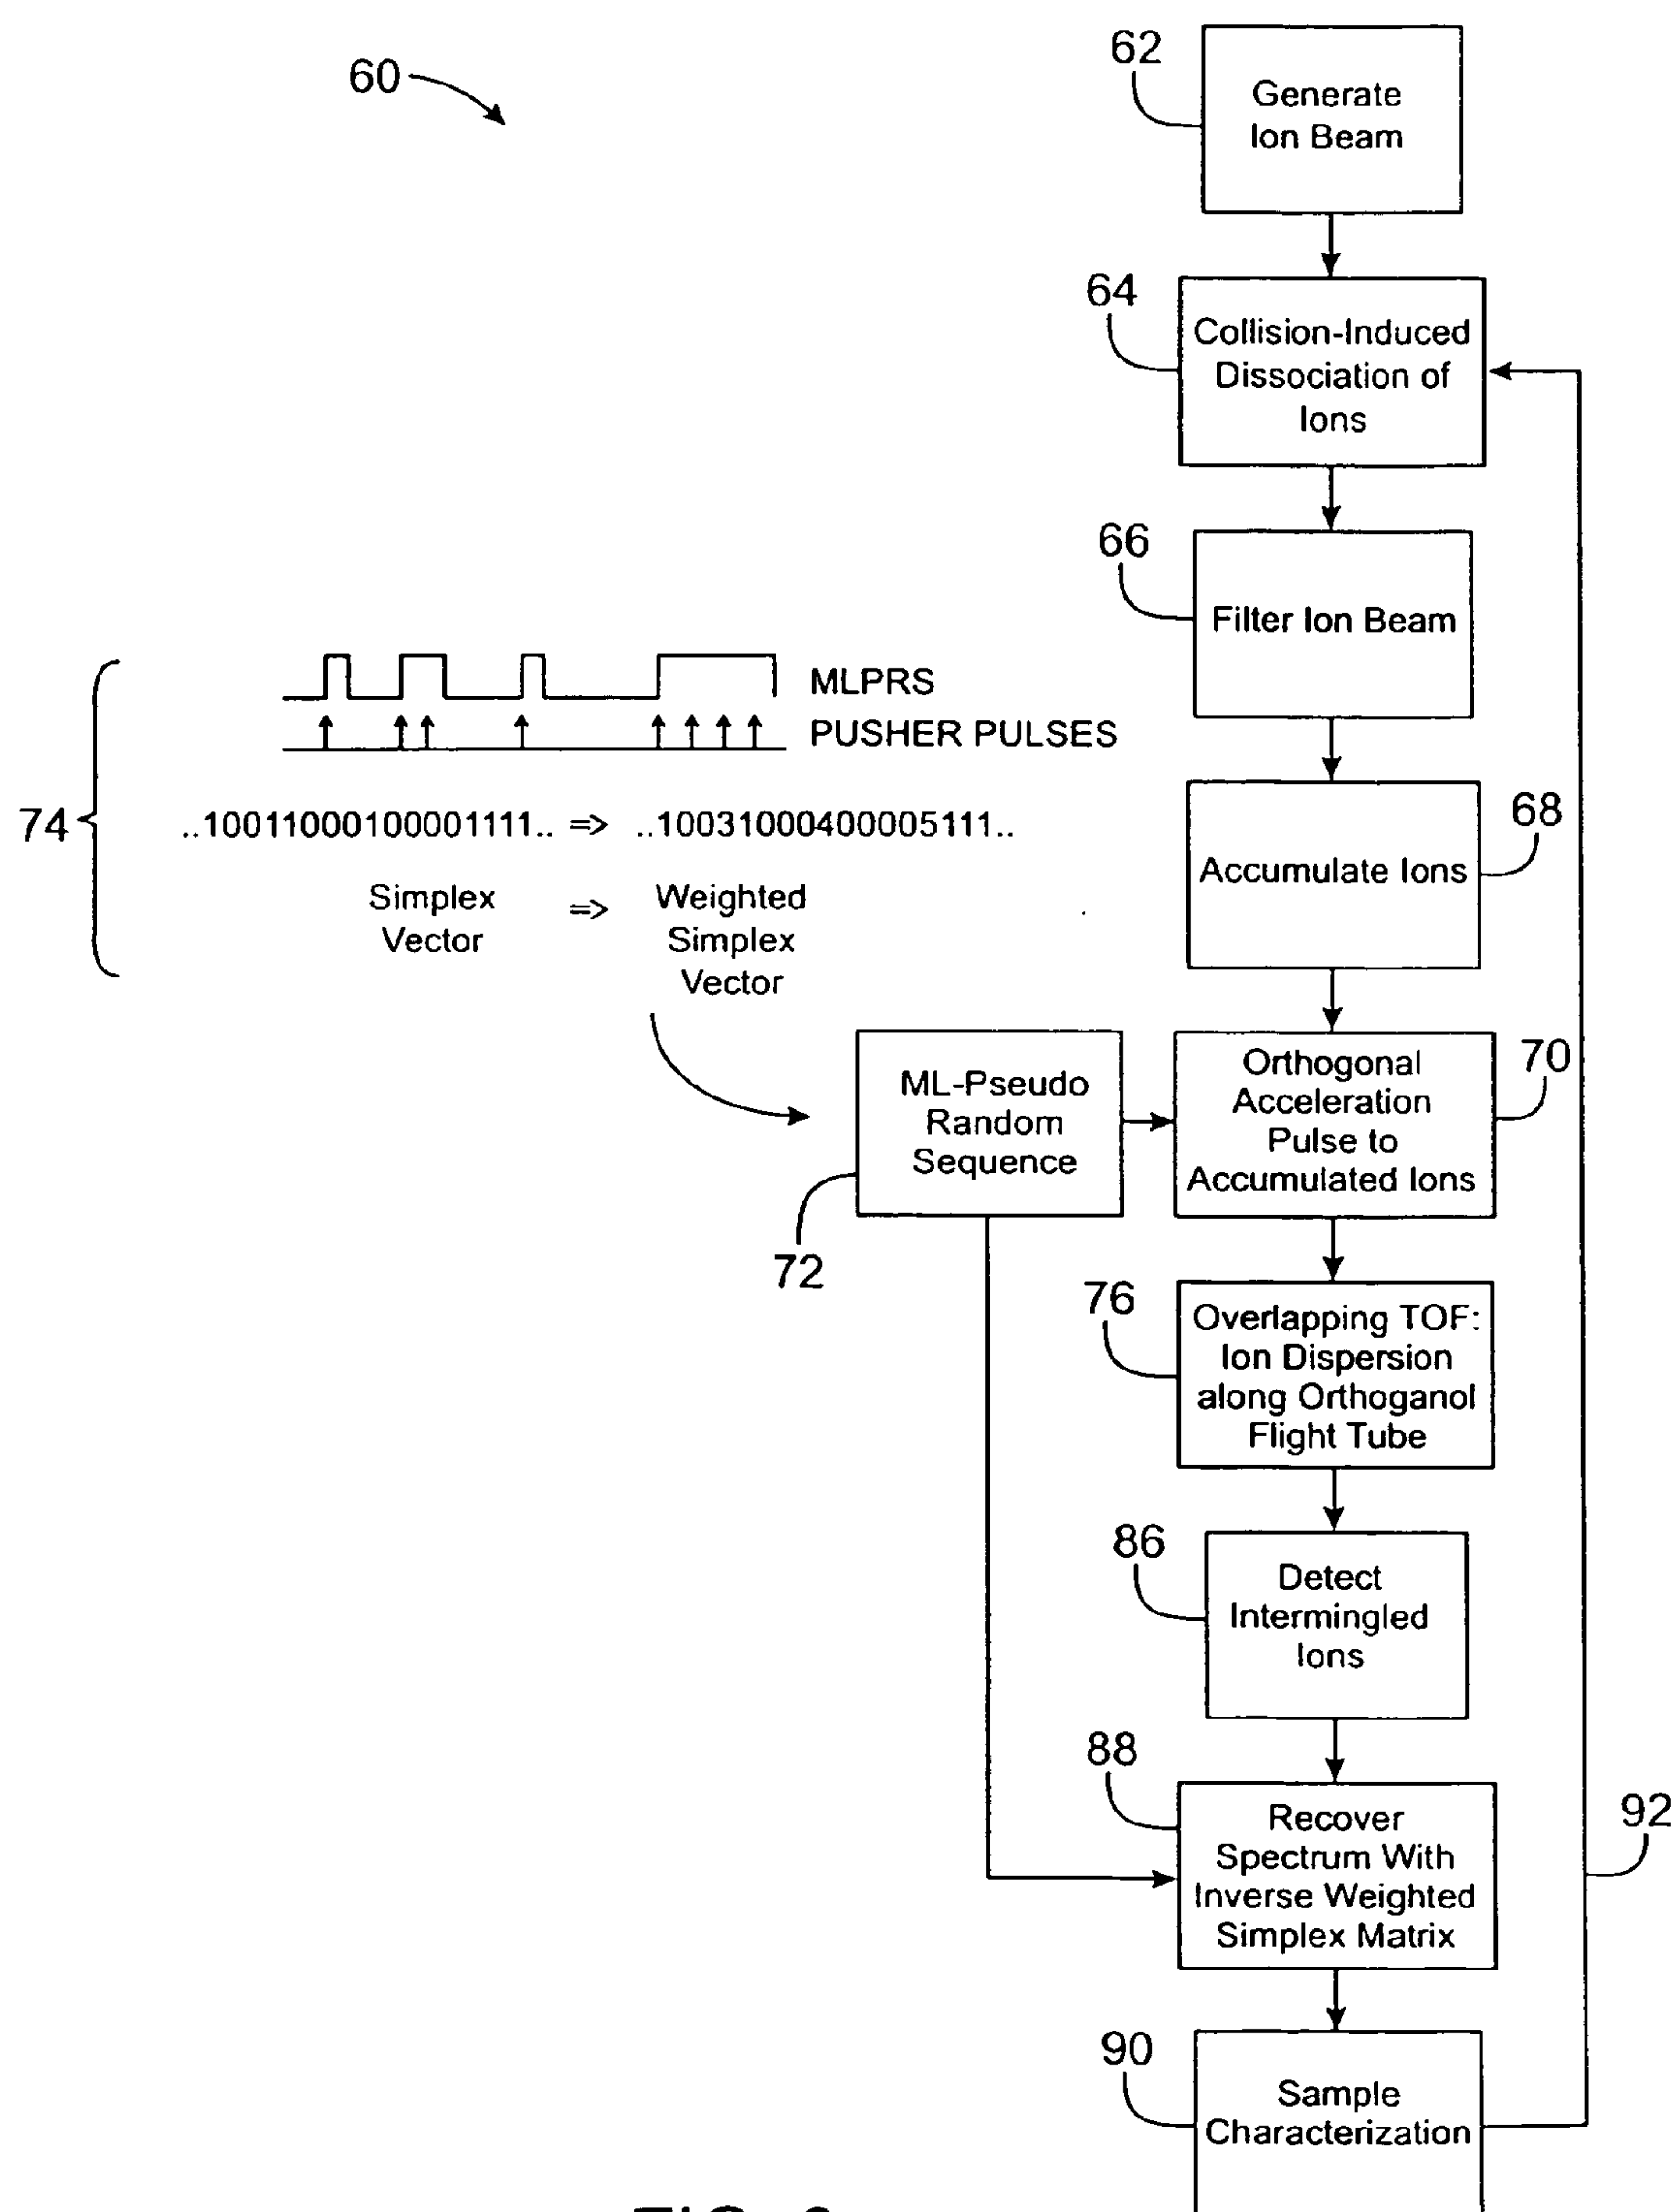 60
62
Generate
Ion Beam
64
Collision-Induced
Dissociation of
Ions
66
Filter Ion Beam
MLPRS
PUSHER PULSES
74
..10011000100001111.. => ..10031000400005111..
Simplex
Vector
=>
Weighted
Simplex
Vector
68
Accumulate Ions
72
ML-Pseudo
Random
Sequence
70
Orthogonal
Acceleration
Pulse to
Accumulated Ions
76
Overlapping TOF:
Ion Dispersion
along Orthoganol
Flight Tube
86
Detect
Intermingled
Ions
88
Recover
Spectrum With
Inverse Weighted
Simplex Matrix
92
90
Sample
Characterization